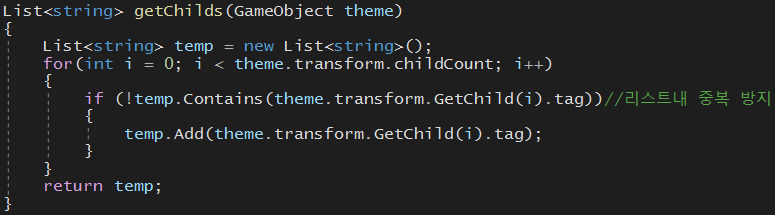 List<string> getChilds(GameObject theme)
{
    List<string> temp = new List<string>();
    for(int i = 0; i < theme.transform.childCount; i++)
    {
        if (!temp.Contains(theme.transform.GetChild(i).tag))//리스트내 중복 방지
        {
            temp.Add(theme.transform.GetChild(i).tag);
        }
    }
    return temp;
}